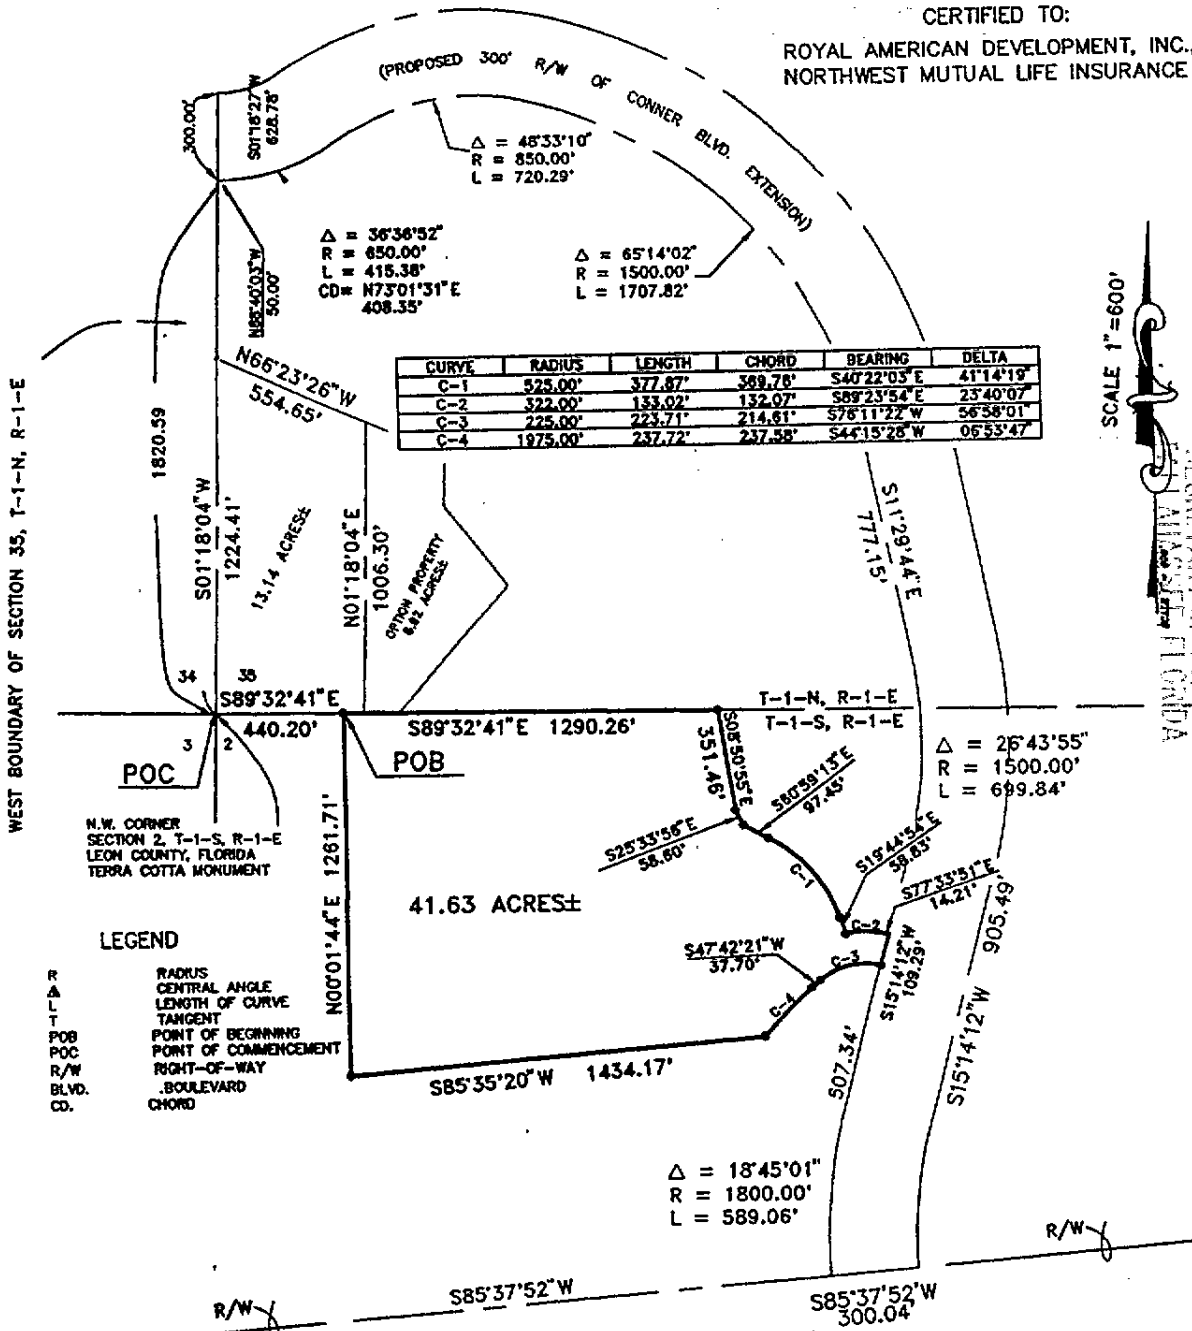 CERTIFIED TO:
ROYAL AMERICAN DEVELOPMENT, INC.,
NORTHWEST MUTUAL LIFE INSURANCE
(PROPOSED 300' R/W OF CONNER BLVD. EXTENSION)
300.00'
S01°18'27"W
628.78'
Δ = 48°33'10"
R = 850.00'
L = 720.29'
Δ = 36°36'52"
R = 650.00'
L = 415.38'
CD= N73°01'31"E
408.35'
Δ = 65°14'02"
R = 1500.00'
L = 1707.82'
N88°40'03"W
50.00'
SCALE 1"=600'
N66°23'26"W
554.65'
CURVE RADIUS LENGTH CHORD BEARING DELTA
C-1 525.00' 377.87' 369.76' S40°22'03"E 41°14'19"
C-2 322.00' 133.02' 132.07' S89°23'54"E 23°40'07"
C-3 225.00' 223.71' 214.61' S76°11'22"W 56°58'01"
C-4 1975.00' 237.72' 237.58' S44°15'28"W 06°53'47"
WEST BOUNDARY OF SECTION 35, T-1-N, R-1-E
1820.59
S01°18'04"W
1224.41'
13.14 ACRES±
N01°18'04"E
1006.30'
OPTION PROPERTY
6.92 ACRES±
S11°29'44"E
777.15'
34 35
S89°32'41"E
440.20'
S89°32'41"E 1290.26'
T-1-N, R-1-E
T-1-S, R-1-E
3 2
POC
POB
S08°50'55"E
351.46'
S60°59'13"E
97.45'
Δ = 26°43'55"
R = 1500.00'
L = 699.84'
N.W. CORNER
SECTION 2, T-1-S, R-1-E
LEON COUNTY, FLORIDA
TERRA COTTA MONUMENT
N00°01'44"E 1261.71'
S25°33'56"E
58.60'
C-1
S19°44'54"E
58.83'
S77°33'51"E
14.21'
41.63 ACRES±
C-2
S47°42'21"W
37.70'
C-3
C-4
S15°14'12"W
109.29'
S15°14'12"W 905.49'
507.34'
LEGEND
R RADIUS
Δ CENTRAL ANGLE
L LENGTH OF CURVE
T TANGENT
POB POINT OF BEGINNING
POC POINT OF COMMENCEMENT
R/W RIGHT-OF-WAY
BLVD. BOULEVARD
CD. CHORD
S85°35'20"W 1434.17'
Δ = 18°45'01"
R = 1800.00'
L = 589.06'
R/W
S85°37'52"W
S85°37'52"W
300.04'
R/W